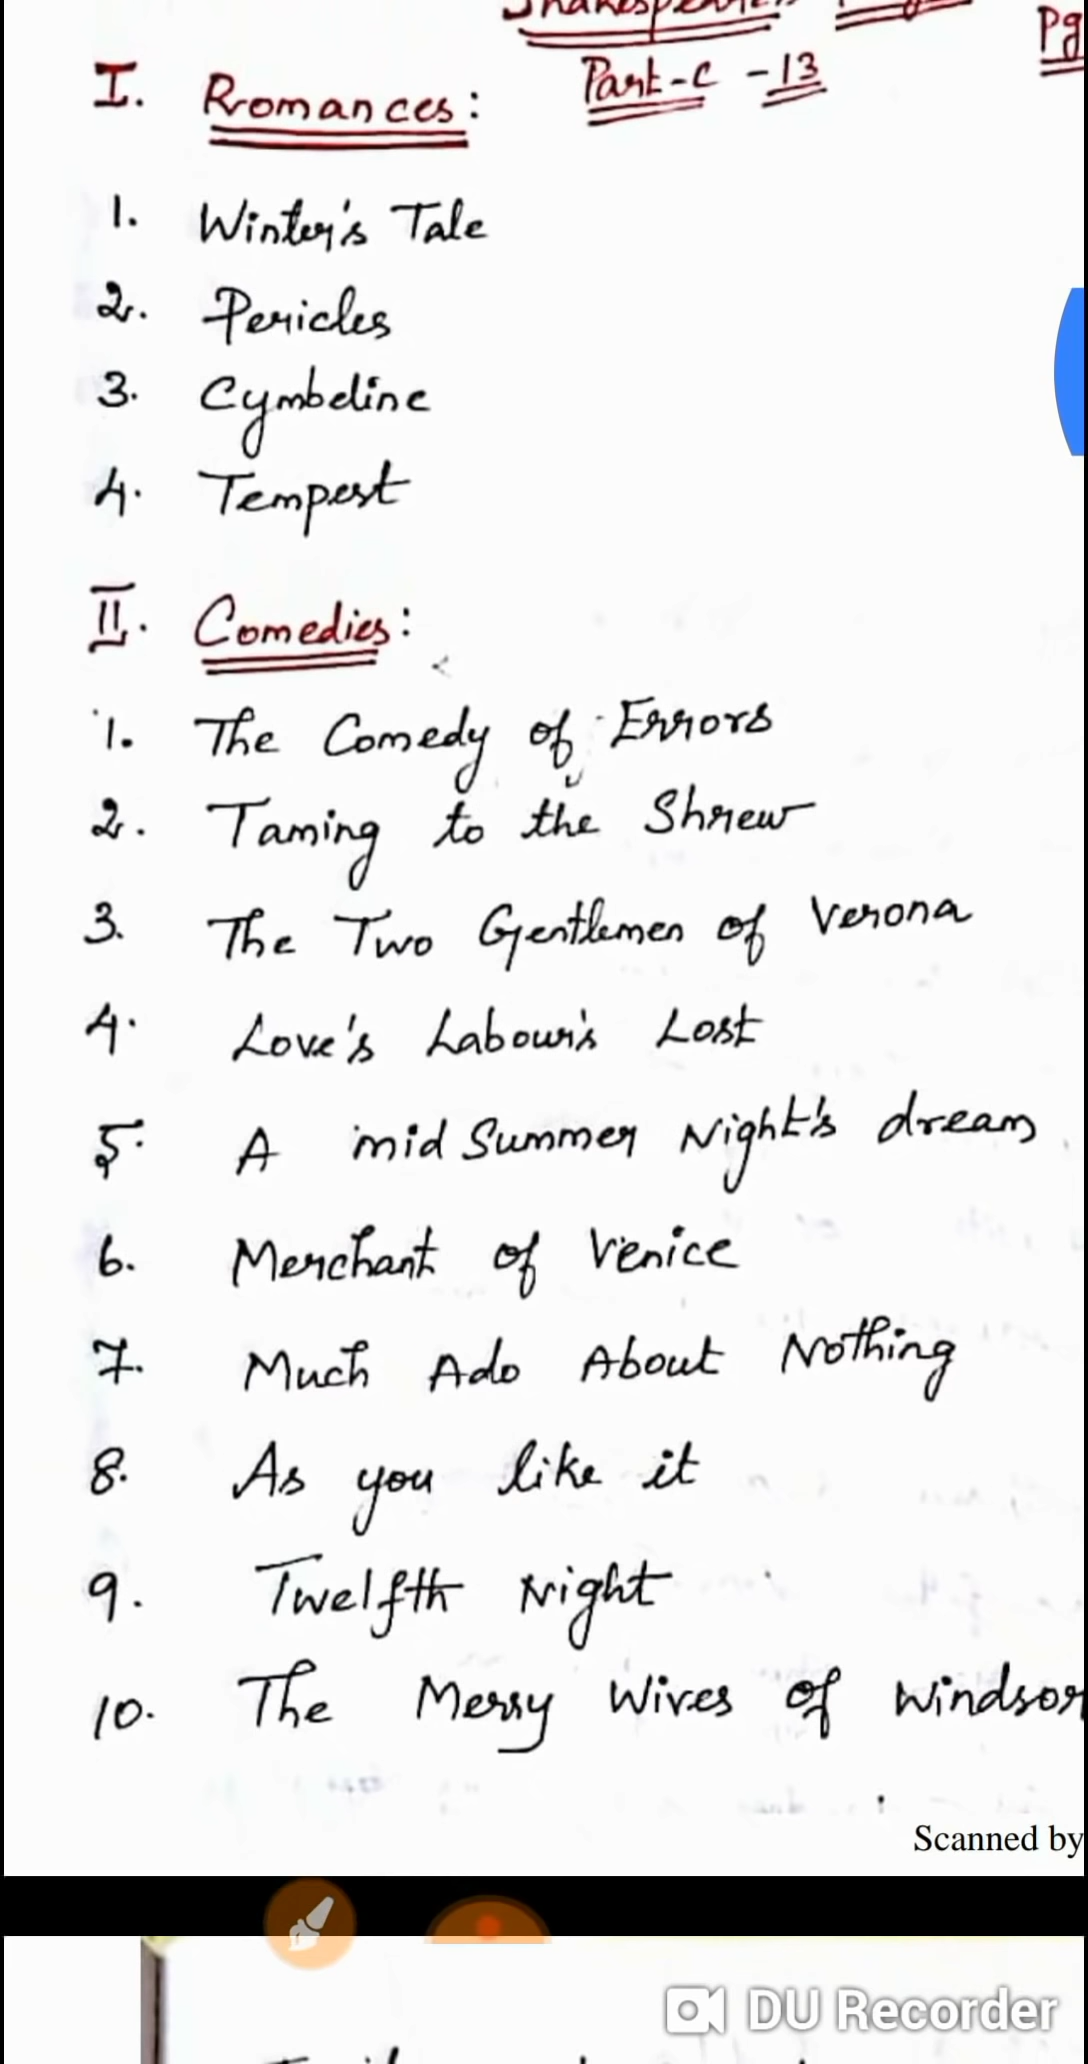 Shakespearien
Pg
Part-C -13
I. Rromances:
1. Winter's Tale
2. Pericles
3. Cymbeline
4. Tempest
II. Comedies:
1. The Comedy of Errors
2. Taming to the Shrew
3. The Two Gentlemen of Verona
4. Love's Labour's Lost
5. A mid Summer Night's dream
6. Merchant of Venice
7. Much Ado About Nothing
8. As you like it
9. Twelfth Night
10. The Merry Wives of Windsor
Scanned by
DU Recorder